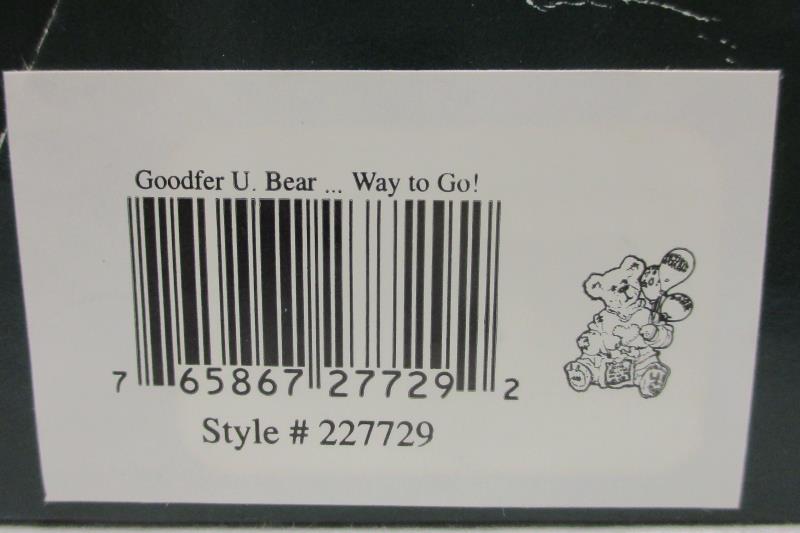 Goodfer U. Bear ... Way to Go!
7 65867 27729 2
Style # 227729